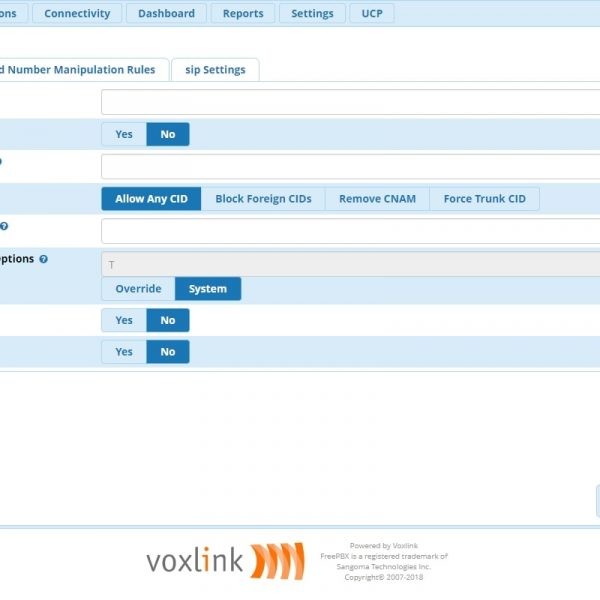 ons Connectivity Dashboard Reports Settings UCP
d Number Manipulation Rules sip Settings
Yes No
?
Allow Any CID Block Foreign CIDs Remove CNAM Force Trunk CID
?
ptions ?
T
Override System
Yes No
Yes No
voxlink
Powered by Voxlink
FreePBX is a registered trademark of
Sangoma Technologies Inc.
Copyright© 2007-2018